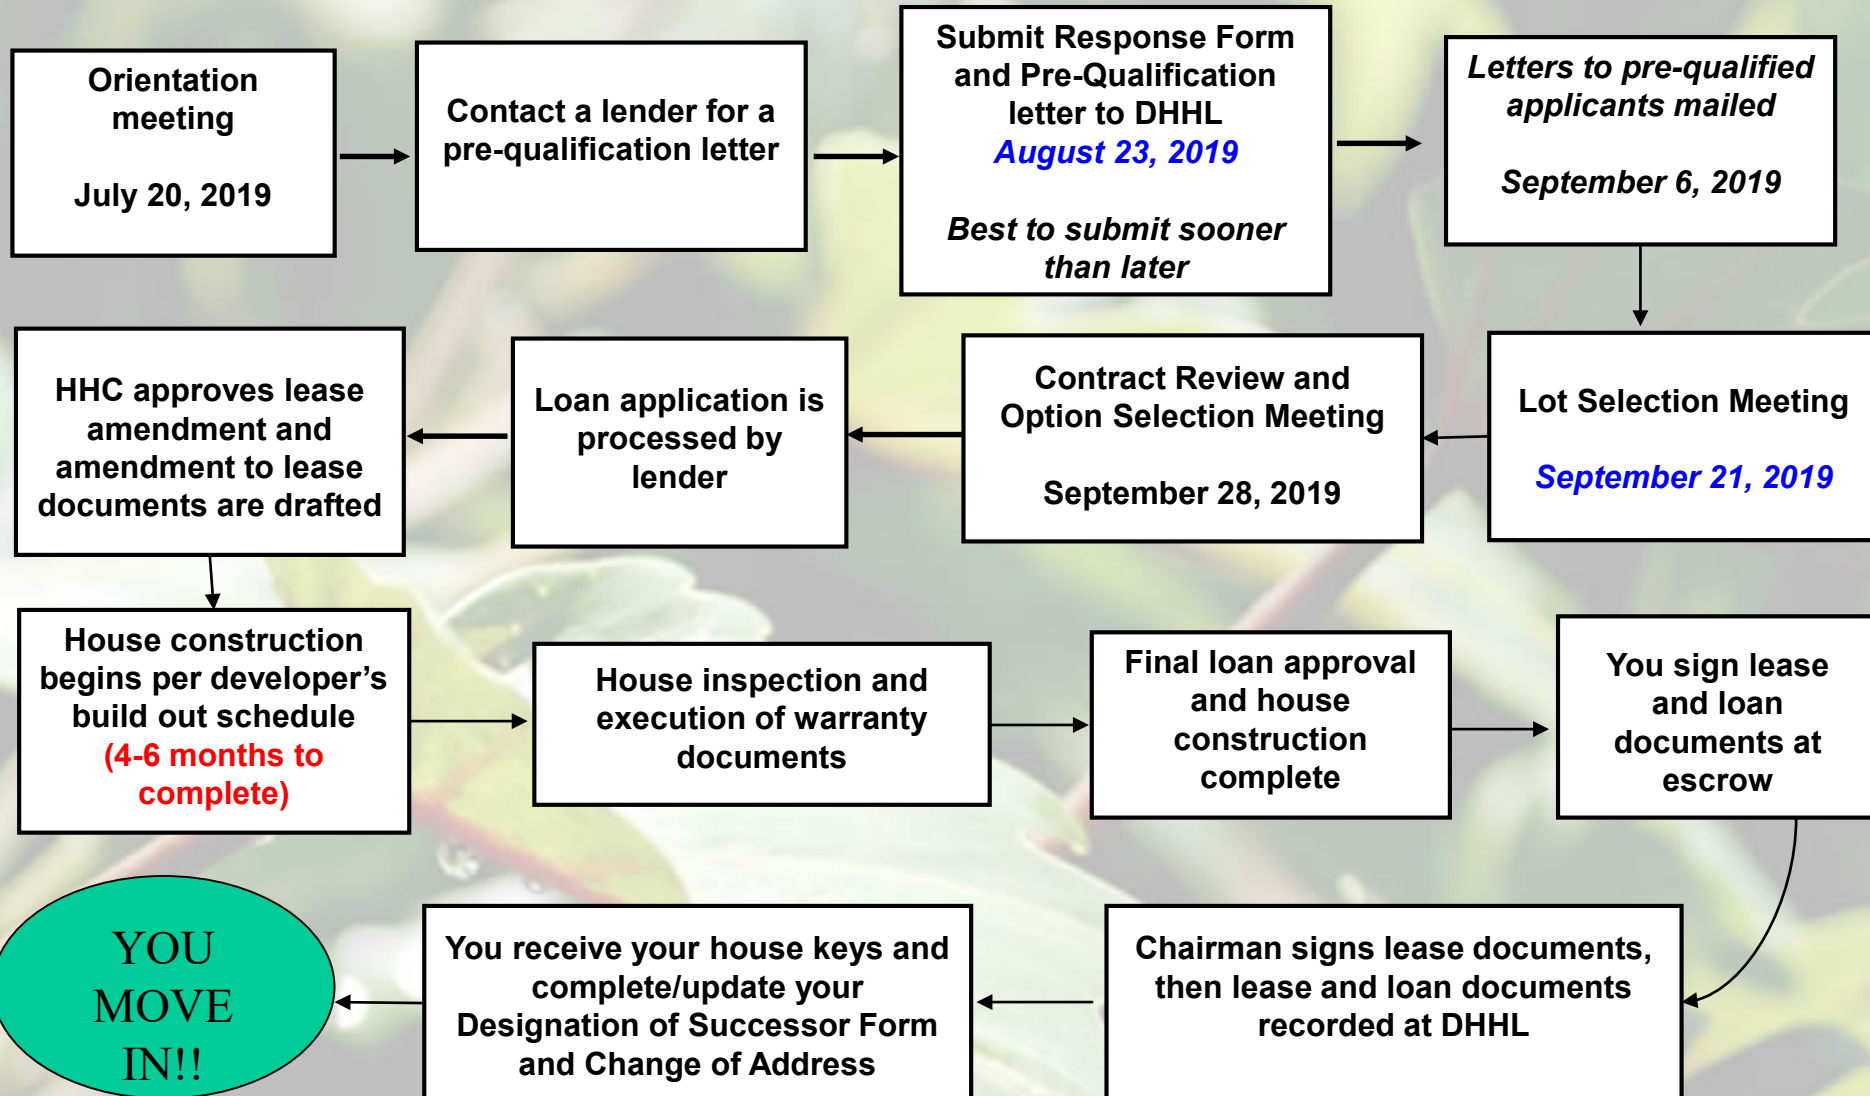 Orientation
meeting
July 20, 2019
Contact a lender for a
pre-qualification letter
Submit Response Form
and Pre-Qualification
letter to DHHL
August 23, 2019
Best to submit sooner
than later
Letters to pre-qualified
applicants mailed
September 6, 2019
Lot Selection Meeting
September 21, 2019
Contract Review and
Option Selection Meeting
September 28, 2019
Loan application is
processed by
lender
HHC approves lease
amendment and
amendment to lease
documents are drafted
House construction
begins per developer’s
build out schedule
(4-6 months to
complete)
House inspection and
execution of warranty
documents
Final loan approval
and house
construction
complete
You sign lease
and loan
documents at
escrow
Chairman signs lease documents,
then lease and loan documents
recorded at DHHL
You receive your house keys and
complete/update your
Designation of Successor Form
and Change of Address
YOU
MOVE
IN!!